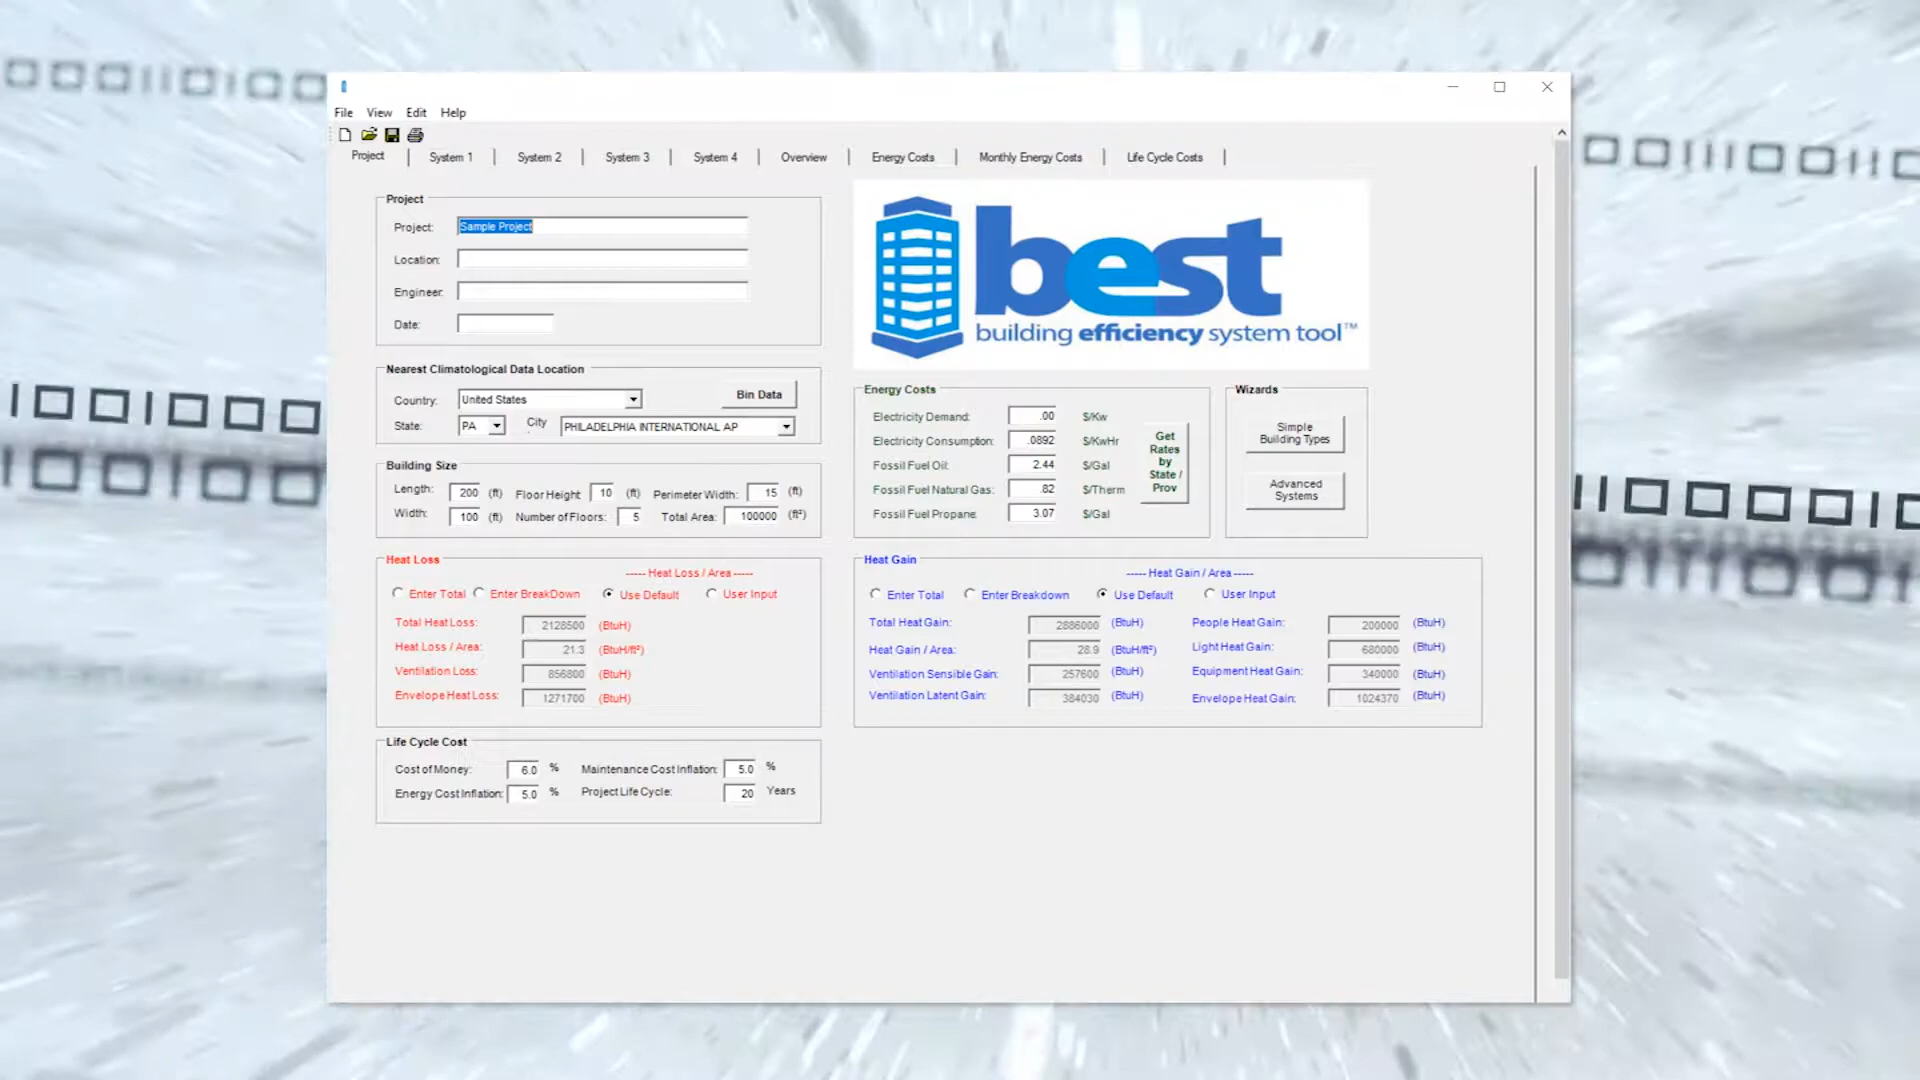 File View Edit Help
Project System 1 System 2 System 3 System 4 Overview Energy Costs Monthly Energy Costs Life Cycle Costs
Project
Project: Sample Project
Location:
Engineer:
Date:
best
building efficiency system tool™
Nearest Climatological Data Location
Country: United States Bin Data
State: PA City : PHILADELPHIA INTERNATIONAL AP
Building Size
Length: 200 (ft) Floor Height: 10 (ft) Perimeter Width: 15 (ft)
Width: 100 (ft) Number of Floors: 5 Total Area: 100000 (ft²)
Energy Costs
Electricity Demand: .00 $/Kw
Electricity Consumption: .0892 $/KwHr
Fossil Fuel Oil: 2.44 $/Gal
Fossil Fuel Natural Gas: .82 $/Therm
Fossil Fuel Propane: 3.07 $/Gal
Get
Rates
by
State /
Prov
Wizards
Simple
Building Types
Advanced
Systems
Heat Loss
----- Heat Loss / Area -----
Enter Total Enter BreakDown Use Default User Input
Total Heat Loss: 2128500 (BtuH)
Heat Loss / Area: 21.3 (BtuH/ft²)
Ventilation Loss: 856800 (BtuH)
Envelope Heat Loss: 1271700 (BtuH)
Heat Gain
----- Heat Gain / Area -----
Enter Total Enter Breakdown Use Default User Input
Total Heat Gain: 2886000 (BtuH) People Heat Gain: 200000 (BtuH)
Heat Gain / Area: 28.9 (BtuH/ft²) Light Heat Gain: 680000 (BtuH)
Ventilation Sensible Gain: 257600 (BtuH) Equipment Heat Gain: 340000 (BtuH)
Ventilation Latent Gain: 384030 (BtuH) Envelope Heat Gain: 1024370 (BtuH)
Life Cycle Cost
Cost of Money: 6.0 % Maintenance Cost Inflation: 5.0 %
Energy Cost Inflation: 5.0 % Project Life Cycle: 20 Years